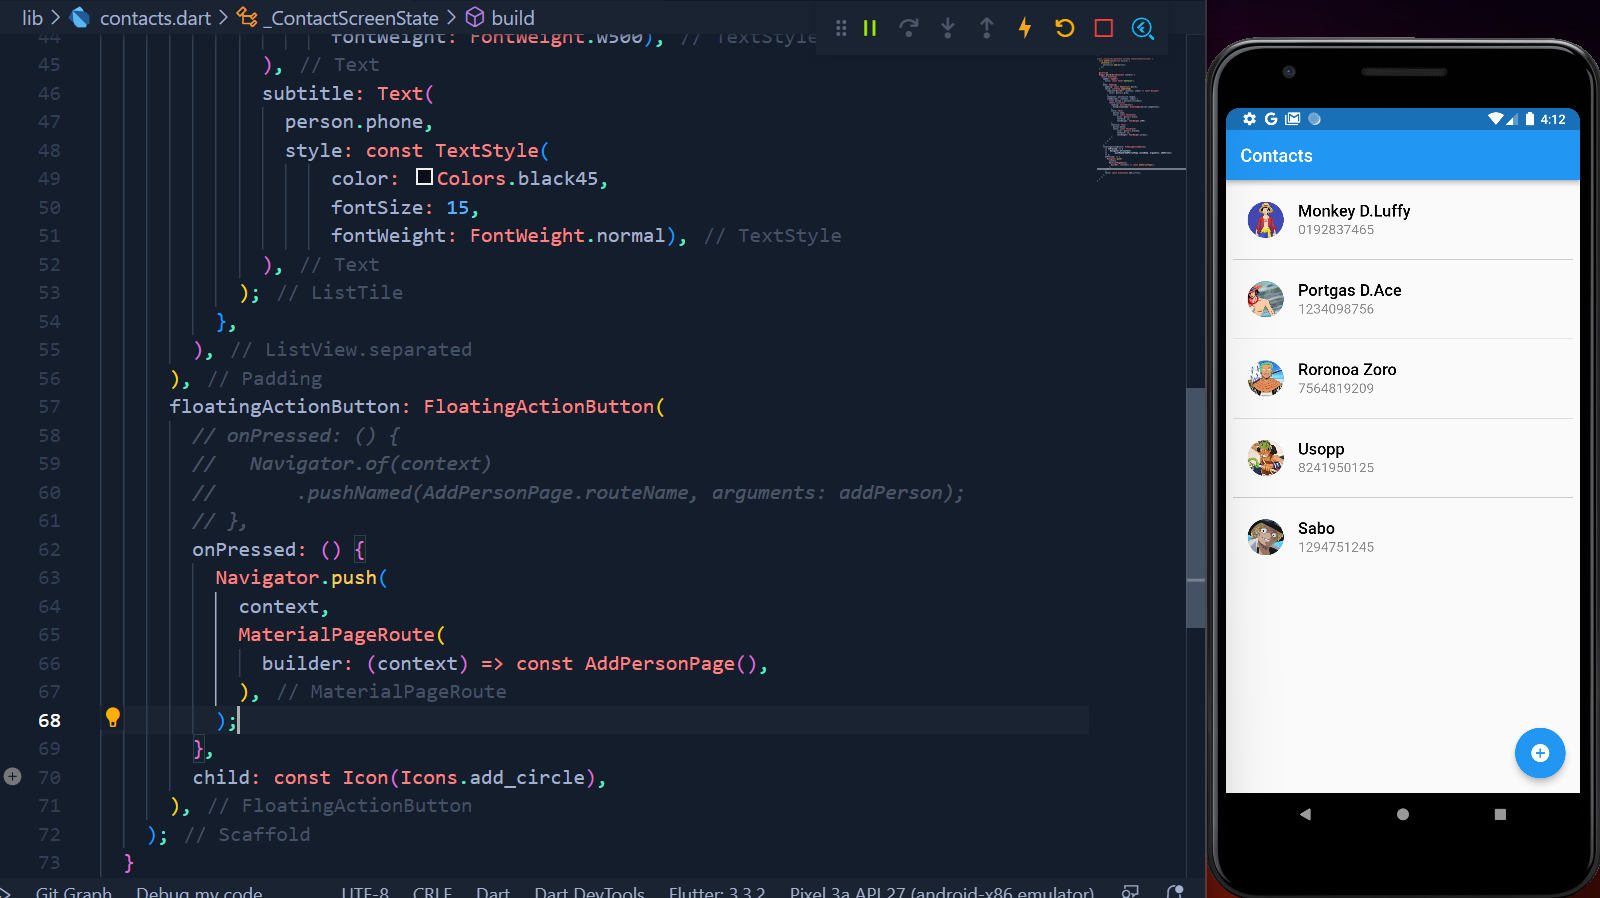 lib > contacts.dart > _ContactScreenState > build
44 fontWeight: FontWeight.w500), // TextStyle
45 ), // Text
46 subtitle: Text(
47 person.phone,
48 style: const TextStyle(
49 color: Colors.black45,
50 fontSize: 15,
51 fontWeight: FontWeight.normal), // TextStyle
52 ), // Text
53 ); // ListTile
54 },
55 ), // ListView.separated
56 ), // Padding
57 floatingActionButton: FloatingActionButton(
58 // onPressed: () {
59 //   Navigator.of(context)
60 //       .pushNamed(AddPersonPage.routeName, arguments: addPerson);
61 // },
62 onPressed: () {
63 Navigator.push(
64 context,
65 MaterialPageRoute(
66 builder: (context) => const AddPersonPage(),
67 ), // MaterialPageRoute
68 );
69 },
70 child: const Icon(Icons.add_circle),
71 ), // FloatingActionButton
72 ); // Scaffold
73 }
Git Graph Debug my code UTF-8 CRLF Dart Dart DevTools Flutter: 3.3.2 Pixel 3a API 27 (android-x86 emulator)
G M 4:12
Contacts
Monkey D.Luffy
0192837465
Portgas D.Ace
1234098756
Roronoa Zoro
7564819209
Usopp
8241950125
Sabo
1294751245